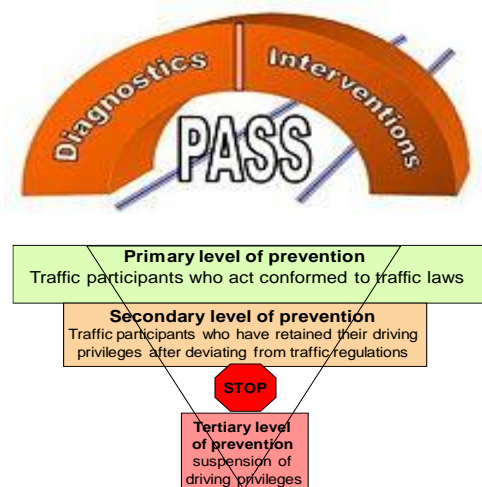 Diagnostics
Interventions
PASS
Primary level of prevention
Traffic participants who act conformed to traffic laws
Secondary level of prevention
Traffic participants who have retained their driving
privileges after deviating from traffic regulations
STOP
Tertiary level
of prevention
suspension of
driving privileges